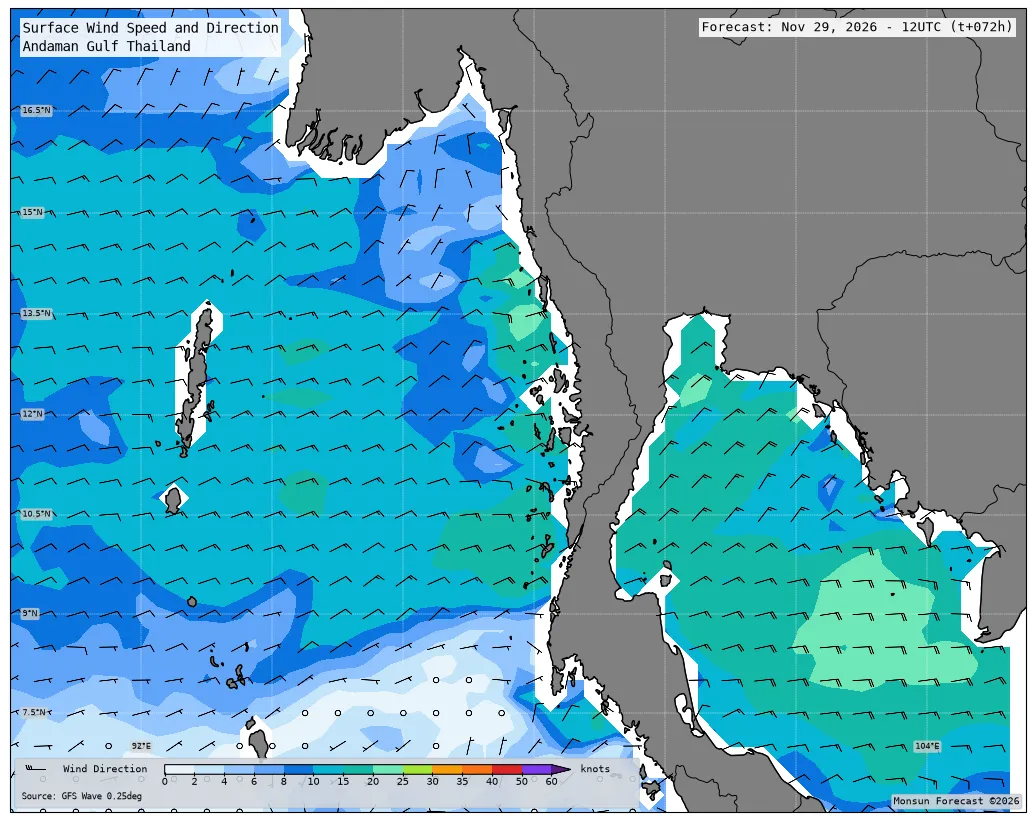 Surface Wind Speed and Direction
Andaman Gulf Thailand
Forecast: Nov 29, 2026 - 12UTC (t+072h)
16.5°N
15°N
13.5°N
12°N
10.5°N
9°N
7.5°N
92°E
104°E
Wind Direction
0 2 4 6 8 10 15 20 25 30 35 40 50 60
knots
Source: GFS Wave 0.25deg
Monsun Forecast ©2026